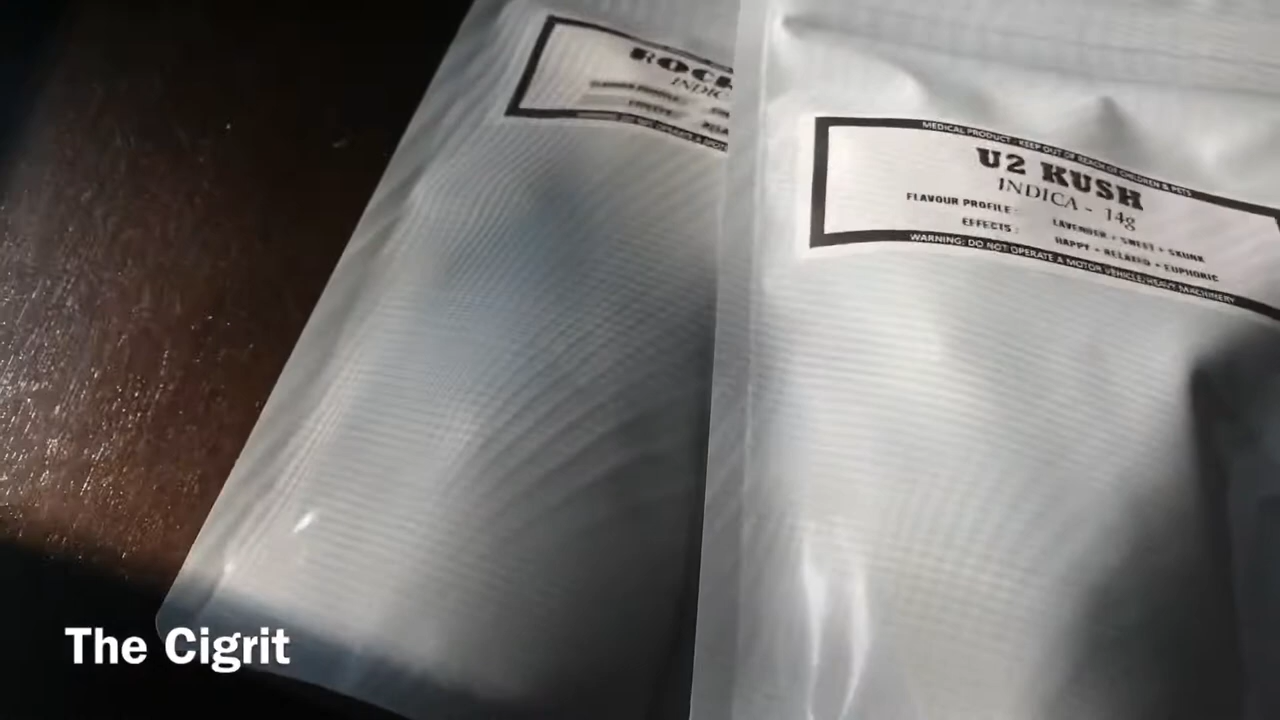 ROCK
INDIC
MEDICAL PRODUCT - KEEP OUT OF REACH OF CHILDREN & PETS
U2 KUSH
INDICA - 14g
FLAVOUR PROFILE : LAVENDER + SWEET + SKUNK
EFFECTS : HAPPY + RELAXED + EUPHORIC
WARNING: DO NOT OPERATE A MOTOR VEHICLE/HEAVY MACHINERY
The Cigrit